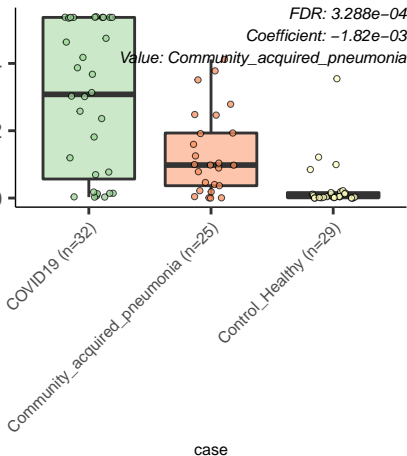 FDR: 3.288e−04
Coefficient: −1.82e−03
Value: Community_acquired_pneumonia
COVID19 (n=32)
Community_acquired_pneumonia (n=25)
Control_Healthy (n=29)
case